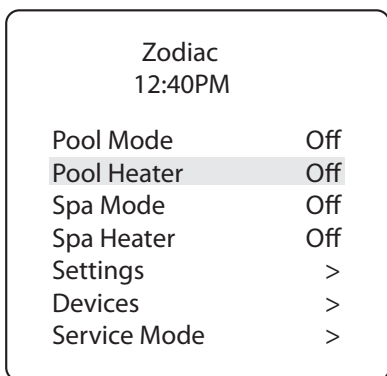 Zodiac
12:40PM
Pool Mode Off
Pool Heater Off
Spa Mode Off
Spa Heater Off
Settings >
Devices >
Service Mode >